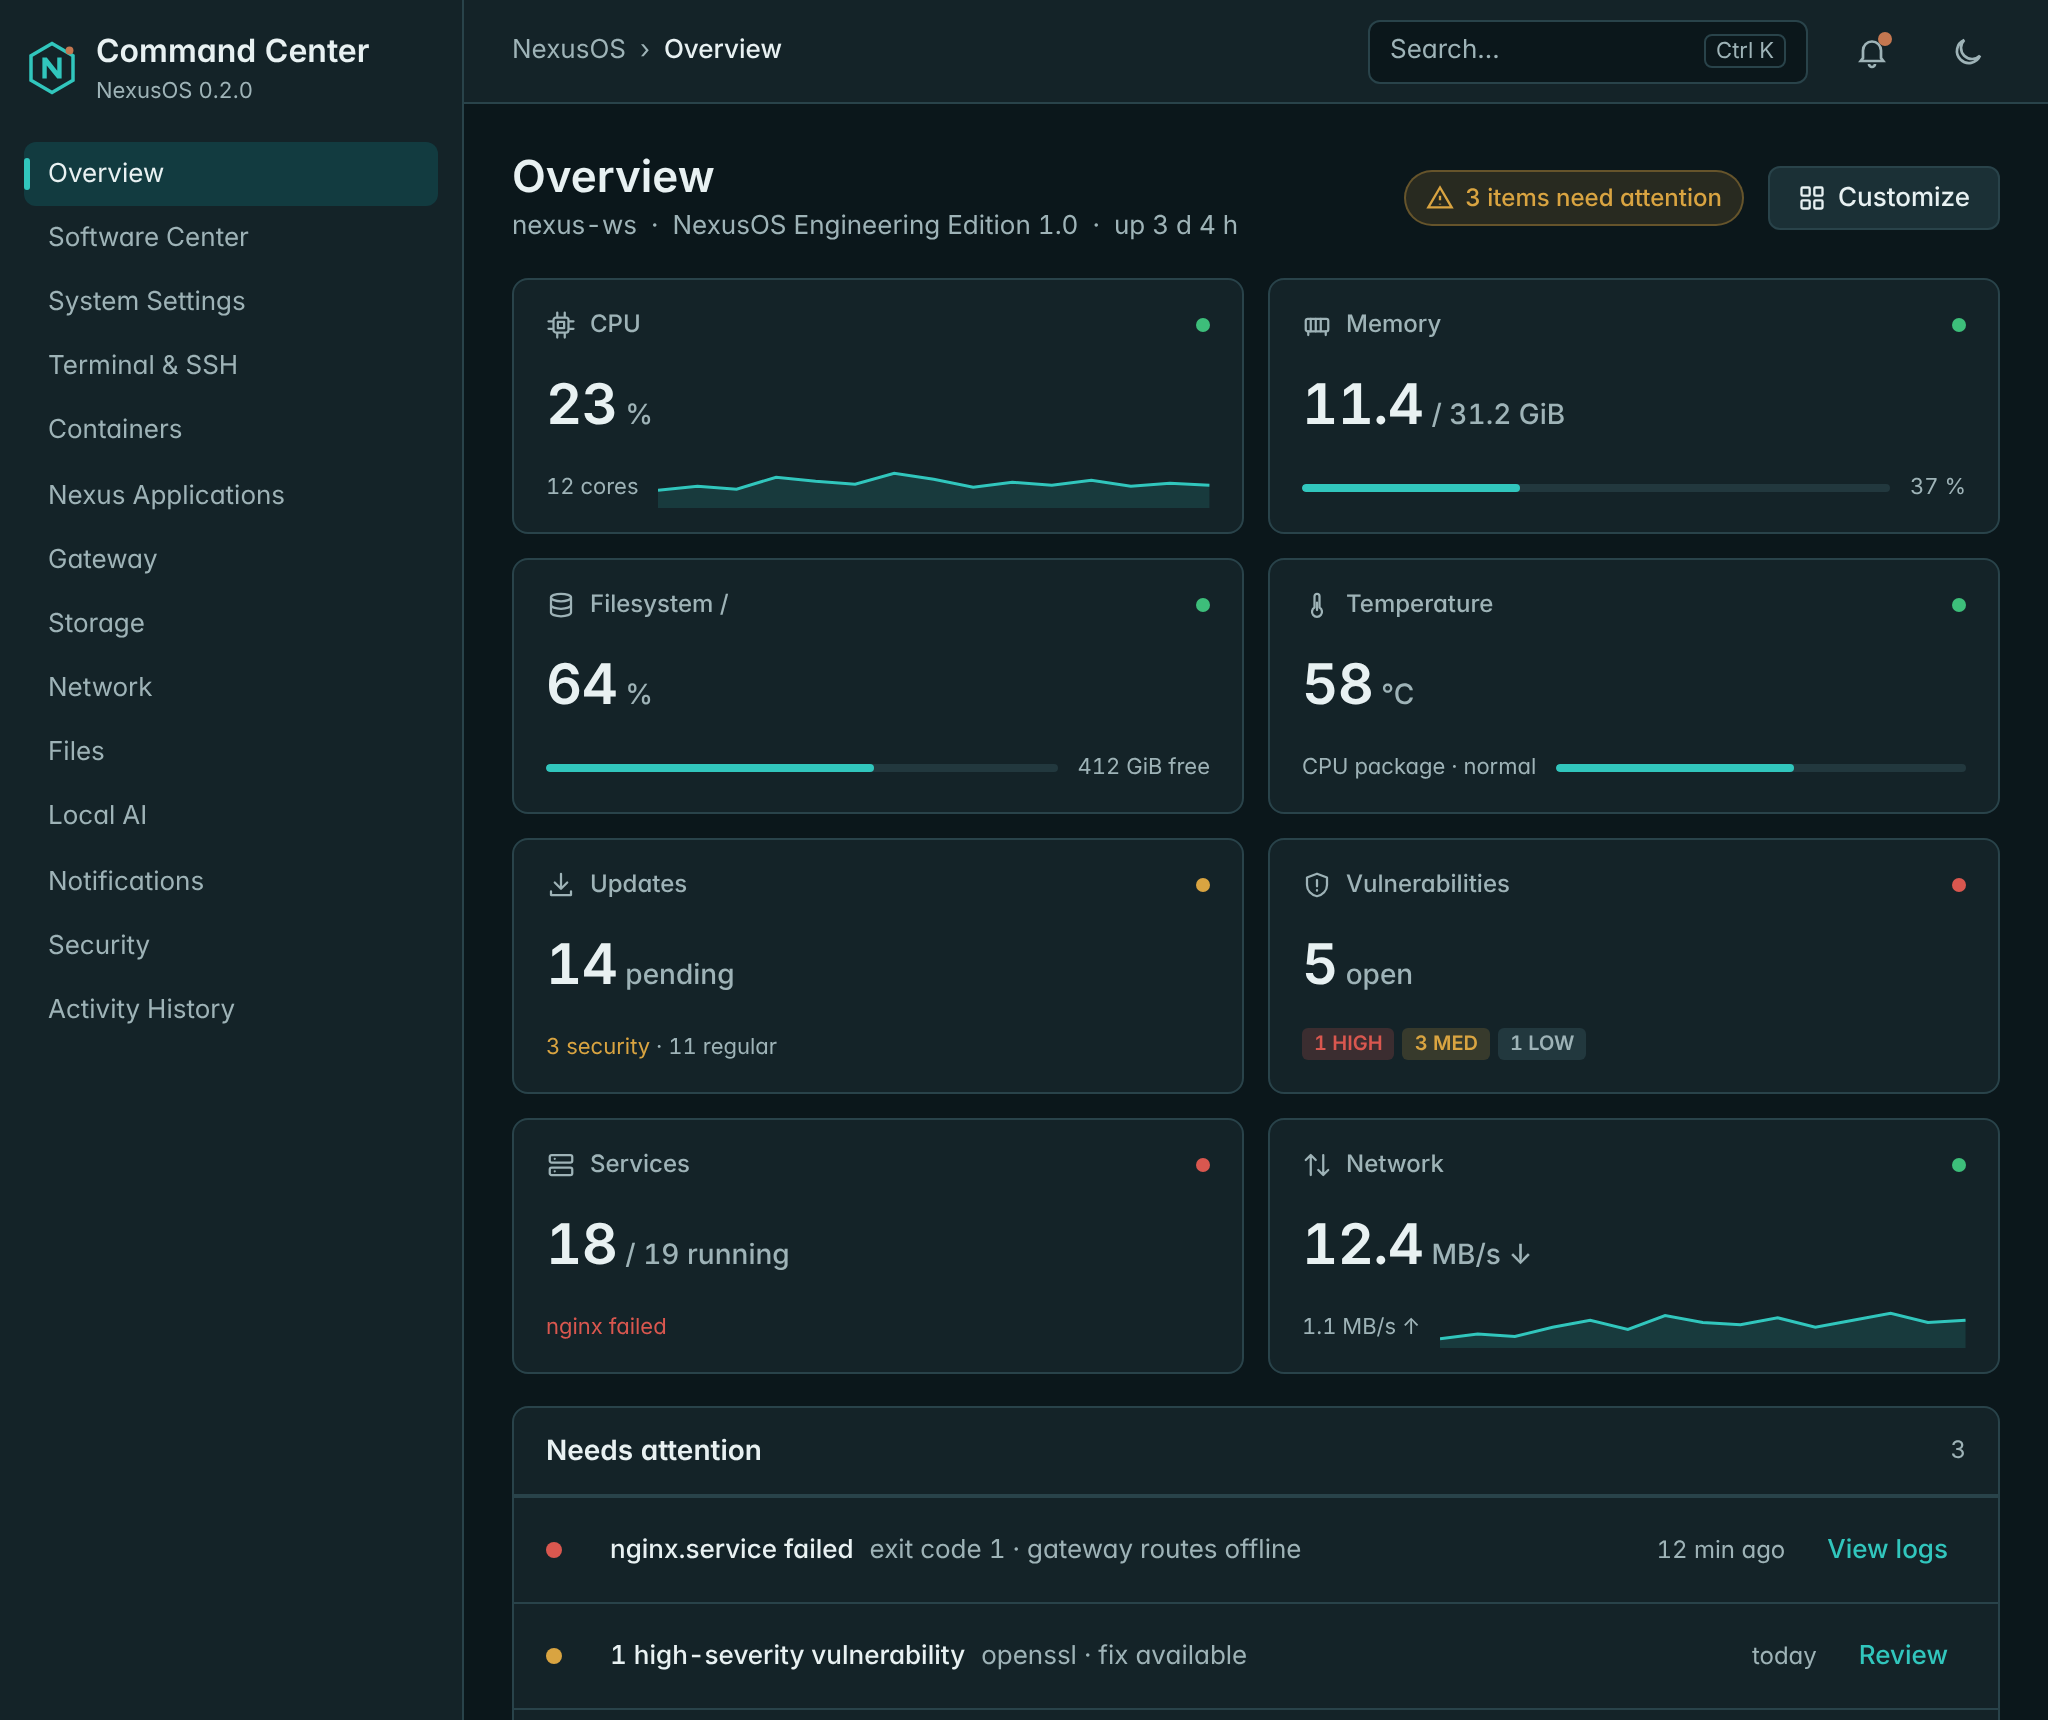 Command Center
NexusOS 0.2.0
Overview
Software Center
System Settings
Terminal & SSH
Containers
Nexus Applications
Gateway
Storage
Network
Files
Local AI
Notifications
Security
Activity History
NexusOS › Overview
Search...
Ctrl K
Overview
nexus-ws · NexusOS Engineering Edition 1.0 · up 3 d 4 h
3 items need attention
Customize
CPU
23 %
12 cores
Memory
11.4 / 31.2 GiB
37 %
Filesystem /
64 %
412 GiB free
Temperature
58 °C
CPU package · normal
Updates
14 pending
3 security · 11 regular
Vulnerabilities
5 open
1 HIGH 3 MED 1 LOW
Services
18 / 19 running
nginx failed
Network
12.4 MB/s ↓
1.1 MB/s ↑
Needs attention 3
nginx.service failed exit code 1 · gateway routes offline 12 min ago View logs
1 high-severity vulnerability openssl · fix available today Review